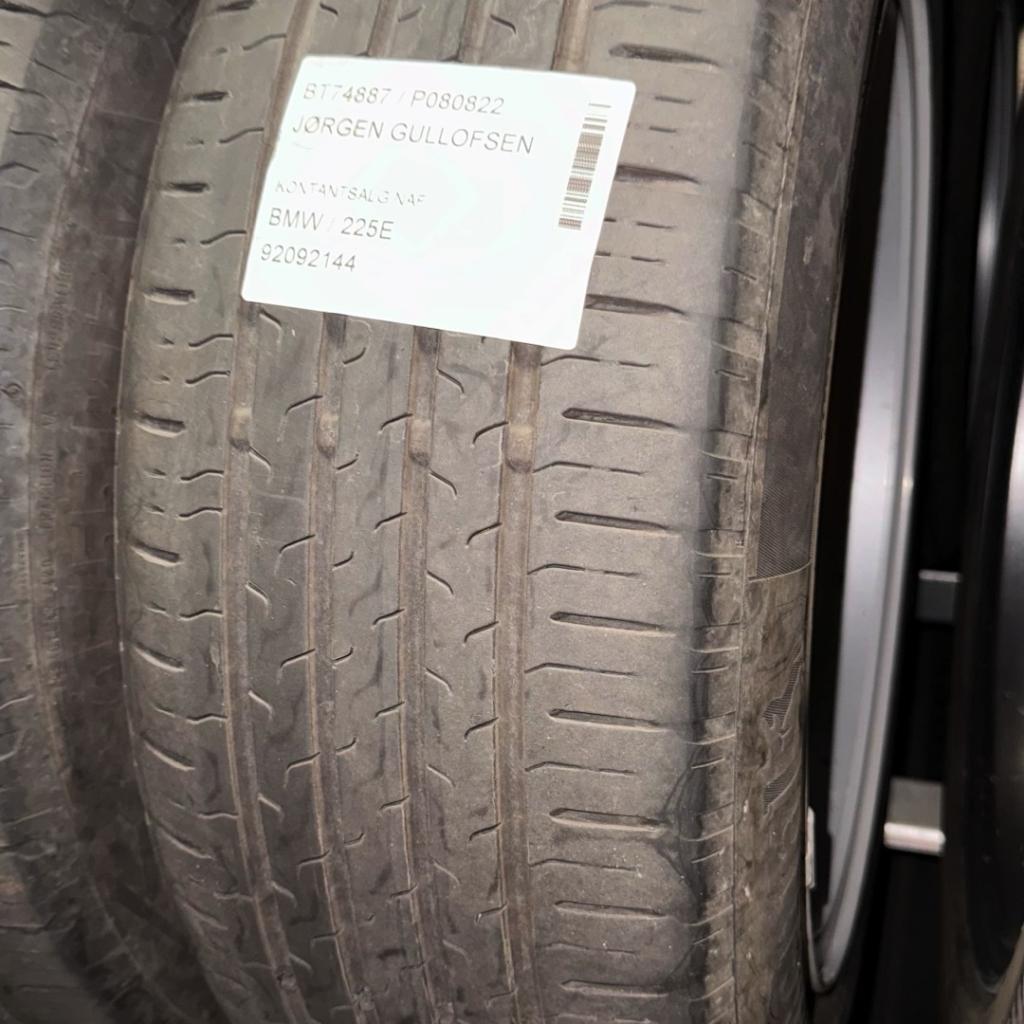 BT74887 / P080822
JØRGEN GULLOFSEN
KONTANTSALG NAF
BMW / 225E
92092144